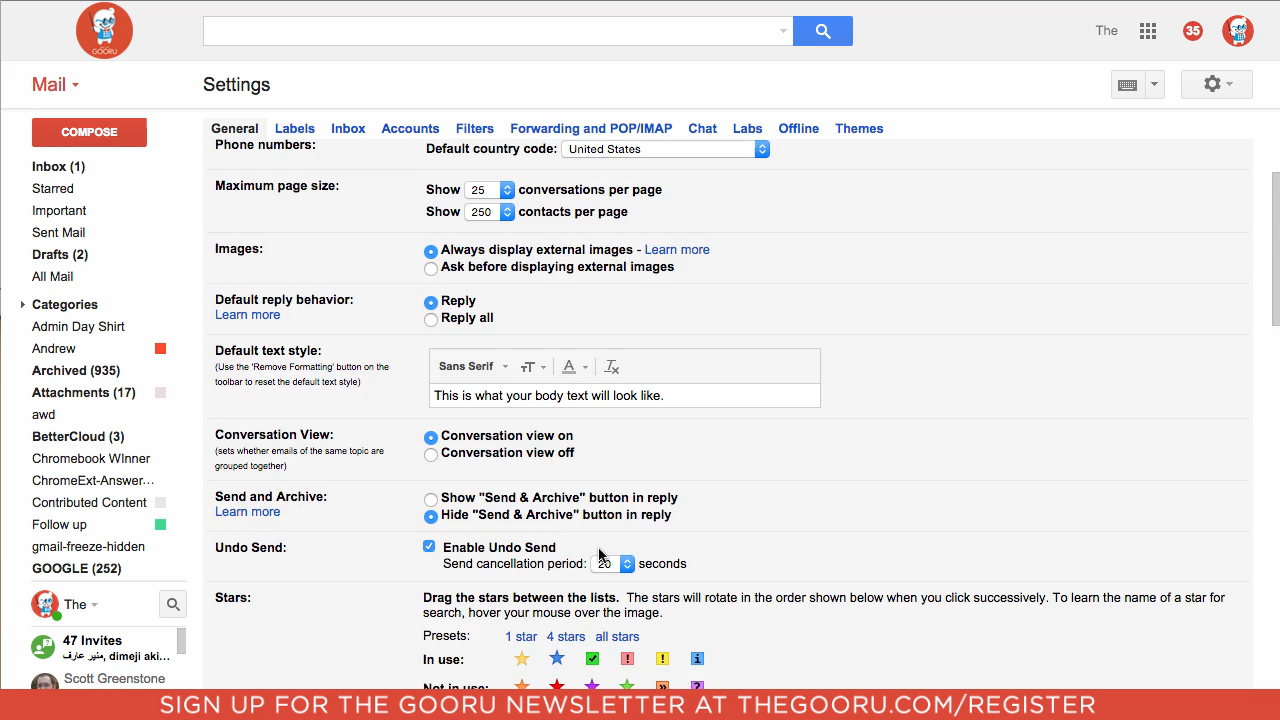 GOORU
The
35
Mail
Settings
COMPOSE
Inbox (1)
Starred
Important
Sent Mail
Drafts (2)
All Mail
Categories
Admin Day Shirt
Andrew
Archived (935)
Attachments (17)
awd
BetterCloud (3)
Chromebook WInner
ChromeExt-Answer...
Contributed Content
Follow up
gmail-freeze-hidden
GOOGLE (252)
The
47 Invites
منير عارف, dimeji aki...
Scott Greenstone
General Labels Inbox Accounts Filters Forwarding and POP/IMAP Chat Labs Offline Themes
Phone numbers: Default country code: United States
Maximum page size: Show 25 conversations per page
Show 250 contacts per page
Images: Always display external images - Learn more
Ask before displaying external images
Default reply behavior: Reply
Learn more Reply all
Default text style: Sans Serif
(Use the 'Remove Formatting' button on the
toolbar to reset the default text style)
This is what your body text will look like.
Conversation View: Conversation view on
(sets whether emails of the same topic are
grouped together)
Conversation view off
Send and Archive: Show "Send & Archive" button in reply
Learn more Hide "Send & Archive" button in reply
Undo Send: Enable Undo Send
Send cancellation period: 20 seconds
Stars: Drag the stars between the lists. The stars will rotate in the order shown below when you click successively. To learn the name of a star for
search, hover your mouse over the image.
Presets: 1 star 4 stars all stars
In use:
Not in use:
SIGN UP FOR THE GOORU NEWSLETTER AT THEGOORU.COM/REGISTER